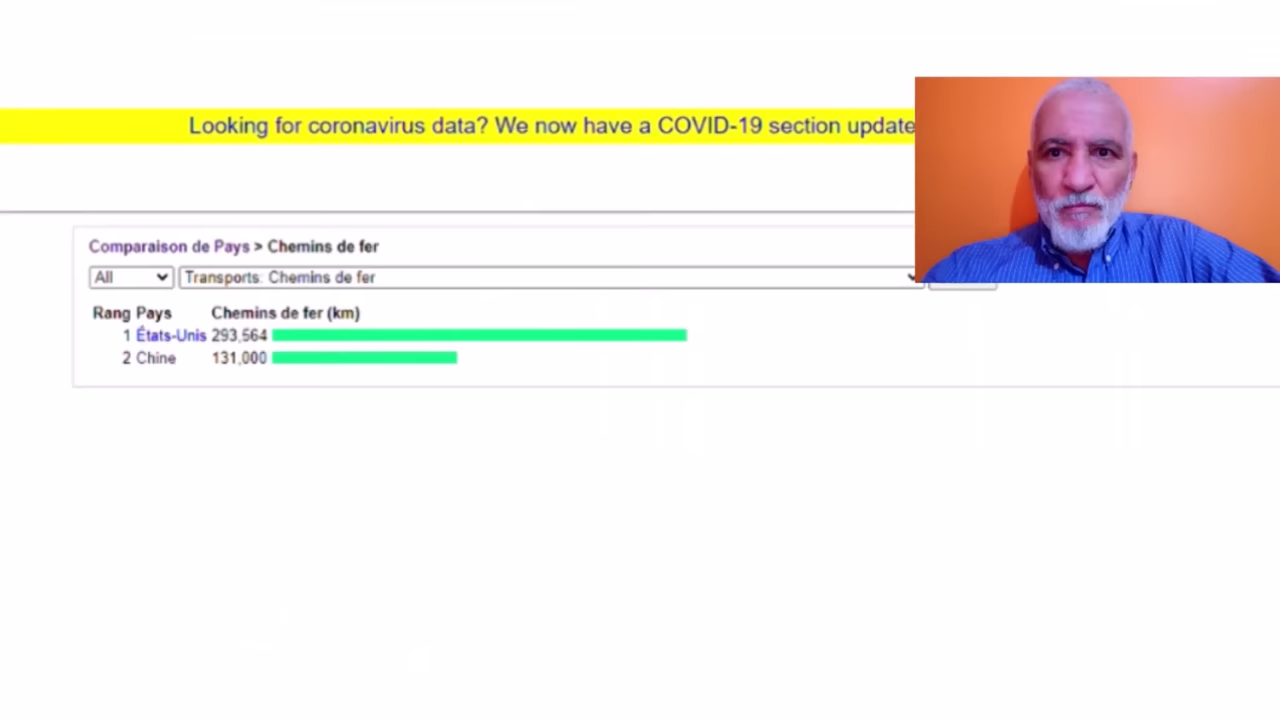 Looking for coronavirus data? We now have a COVID-19 section update
Comparaison de Pays > Chemins de fer
All Transports: Chemins de fer
Rang Pays Chemins de fer (km)
1 États-Unis 293,564
2 Chine 131,000